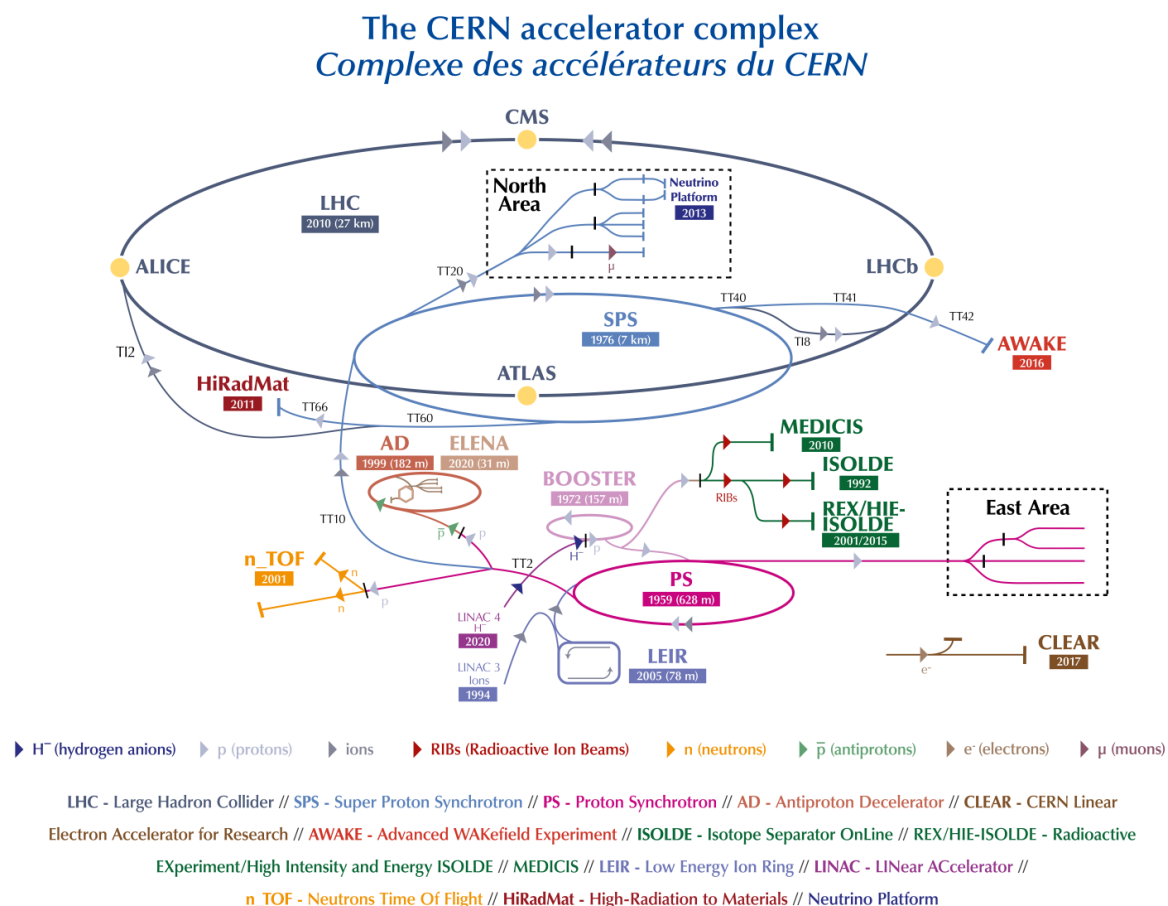 The CERN accelerator complex
Complexe des accélérateurs du CERN
CMS
North
Area
Neutrino
Platform
2013
LHC
2010 (27 km)
ALICE
LHCb
TT20
μ
TT40
TT41
TT42
SPS
1976 (7 km)
TI8
AWAKE
2016
TI2
ATLAS
HiRadMat
2011
TT66
TT60
AD
1999 (182 m)
ELENA
2020 (31 m)
MEDICIS
2010
BOOSTER
1972 (157 m)
ISOLDE
1992
RIBs
REX/HIE-
ISOLDE
2001/2015
East Area
TT10
p̅
p
H⁻
p
n_TOF
2001
n
n
p
TT2
PS
1959 (628 m)
LINAC 4
H⁻
2020
LINAC 3
Ions
1994
LEIR
2005 (78 m)
CLEAR
2017
e-
H⁻ (hydrogen anions)
p (protons)
ions
RIBs (Radioactive Ion Beams)
n (neutrons)
p̅ (antiprotons)
e- (electrons)
μ (muons)
LHC - Large Hadron Collider // SPS - Super Proton Synchrotron // PS - Proton Synchrotron // AD - Antiproton Decelerator // CLEAR - CERN Linear
Electron Accelerator for Research // AWAKE - Advanced WAKefield Experiment // ISOLDE - Isotope Separator OnLine // REX/HIE-ISOLDE - Radioactive
EXperiment/High Intensity and Energy ISOLDE // MEDICIS // LEIR - Low Energy Ion Ring // LINAC - LINear ACcelerator //
n_TOF - Neutrons Time Of Flight // HiRadMat - High-Radiation to Materials // Neutrino Platform